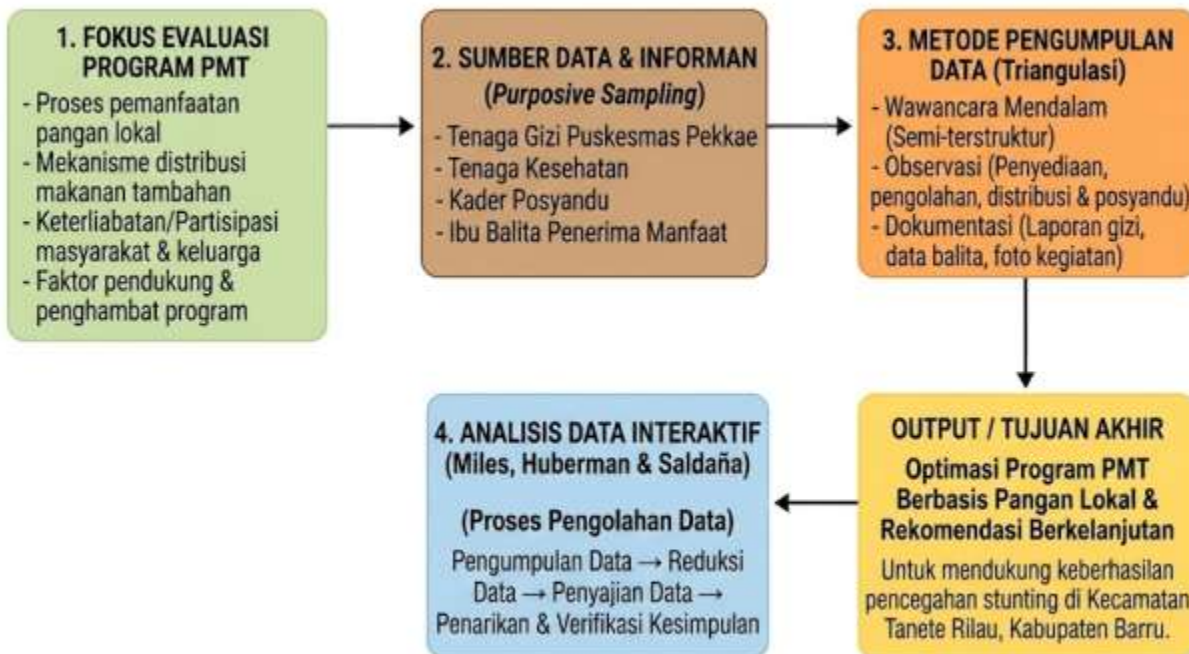 1. FOKUS EVALUASI
PROGRAM PMT
- Proses pemanfaatan
pangan lokal
- Mekanisme distribusi
makanan tambahan
- Keterliabatan/Partisipasi
masyarakat & keluarga
- Faktor pendukung &
penghambat program
2. SUMBER DATA & INFORMAN
(Purposive Sampling)
- Tenaga Gizi Puskesmas Pekkae
- Tenaga Kesehatan
- Kader Posyandu
- Ibu Balita Penerima Manfaat
3. METODE PENGUMPULAN
DATA (Triangulasi)
- Wawancara Mendalam
(Semi-terstruktur)
- Observasi (Penyediaan,
pengolahan, distribusi & posyandu)
- Dokumentasi (Laporan gizi,
data balita, foto kegiatan)
4. ANALISIS DATA INTERAKTIF
(Miles, Huberman & Saldaña)
(Proses Pengolahan Data)
Pengumpulan Data → Reduksi
Data → Penyajian Data →
Penarikan & Verifikasi Kesimpulan
OUTPUT / TUJUAN AKHIR
Optimasi Program PMT
Berbasis Pangan Lokal &
Rekomendasi Berkelanjutan
Untuk mendukung keberhasilan
pencegahan stunting di Kecamatan
Tanete Rilau, Kabupaten Barru.